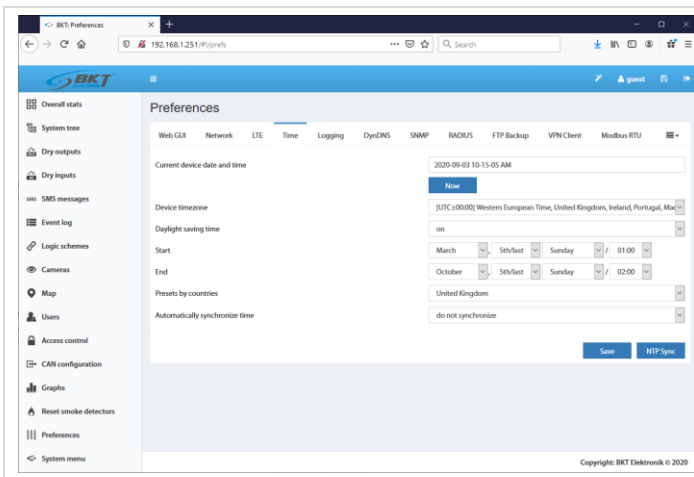 BKT: Preferences
192.168.1.251/#!/prefs
Search
BKT
guest
Overall stats
System tree
Dry outputs
Dry inputs
SMS SMS messages
Event log
Logic schemes
Cameras
Map
Users
Access control
CAN configuration
Graphs
Reset smoke detectors
Preferences
System menu
Preferences
Web GUI Network LTE Time Logging DynDNS SNMP RADIUS FTP Backup VPN Client Modbus RTU
Current device date and time 2020-09-03 10-15-05 AM
Now
Device timezone [UTC±00:00] Western European Time, United Kingdom, Ireland, Portugal, Mar
Daylight saving time on
Start March , 5th/last Sunday / 01:00
End October , 5th/last Sunday / 02:00
Presets by countries United Kingdom
Automatically synchronize time do not synchronize
Save NTP Sync
Copyright: BKT Elektronik © 2020